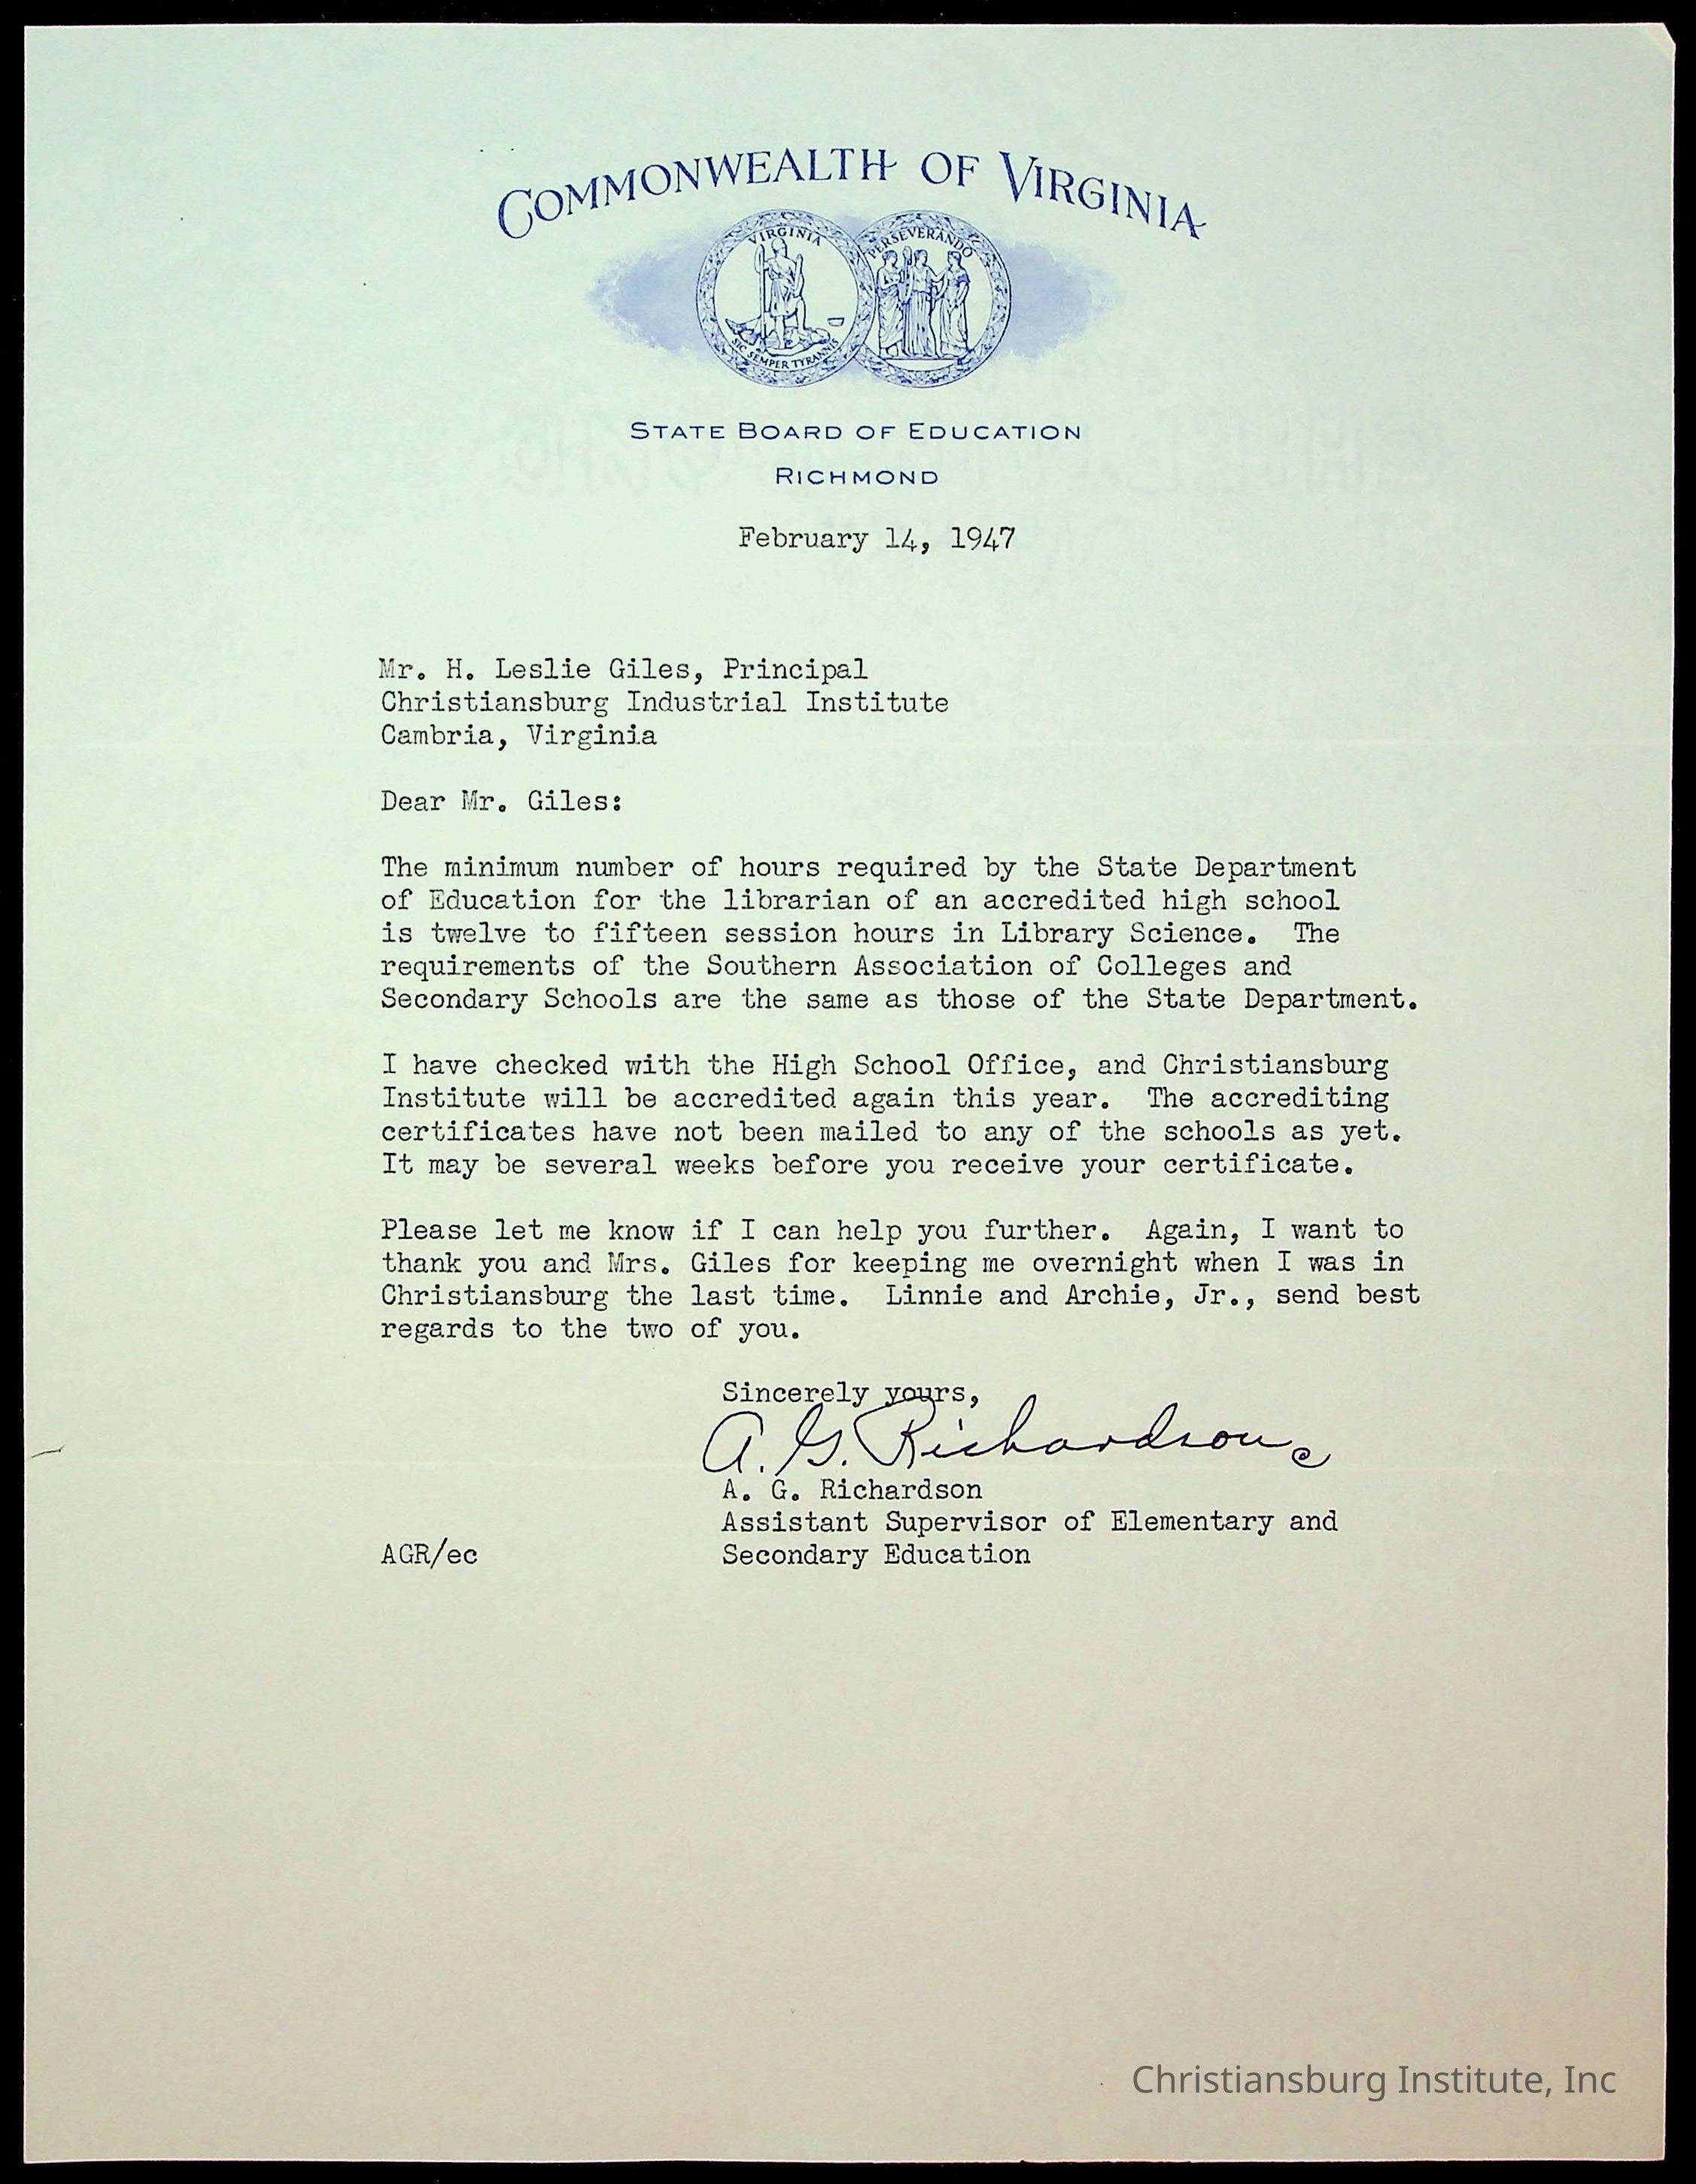 COMMONWEALTH OF VIRGINIA
VIRGINIA
PERSEVERANDO
SIC SEMPER TYRANNIS
STATE BOARD OF EDUCATION
RICHMOND
February 14, 1947
Mr. H. Leslie Giles, Principal
Christiansburg Industrial Institute
Cambria, Virginia
Dear Mr. Giles:
The minimum number of hours required by the State Department
of Education for the librarian of an accredited high school
is twelve to fifteen session hours in Library Science. The
requirements of the Southern Association of Colleges and
Secondary Schools are the same as those of the State Department.
I have checked with the High School Office, and Christiansburg
Institute will be accredited again this year. The accrediting
certificates have not been mailed to any of the schools as yet.
It may be several weeks before you receive your certificate.
Please let me know if I can help you further. Again, I want to
thank you and Mrs. Giles for keeping me overnight when I was in
Christiansburg the last time. Linnie and Archie, Jr., send best
regards to the two of you.
Sincerely yours,
A. G. Richardson
A. G. Richardson
Assistant Supervisor of Elementary and
AGR/ec Secondary Education
Christiansburg Institute, Inc